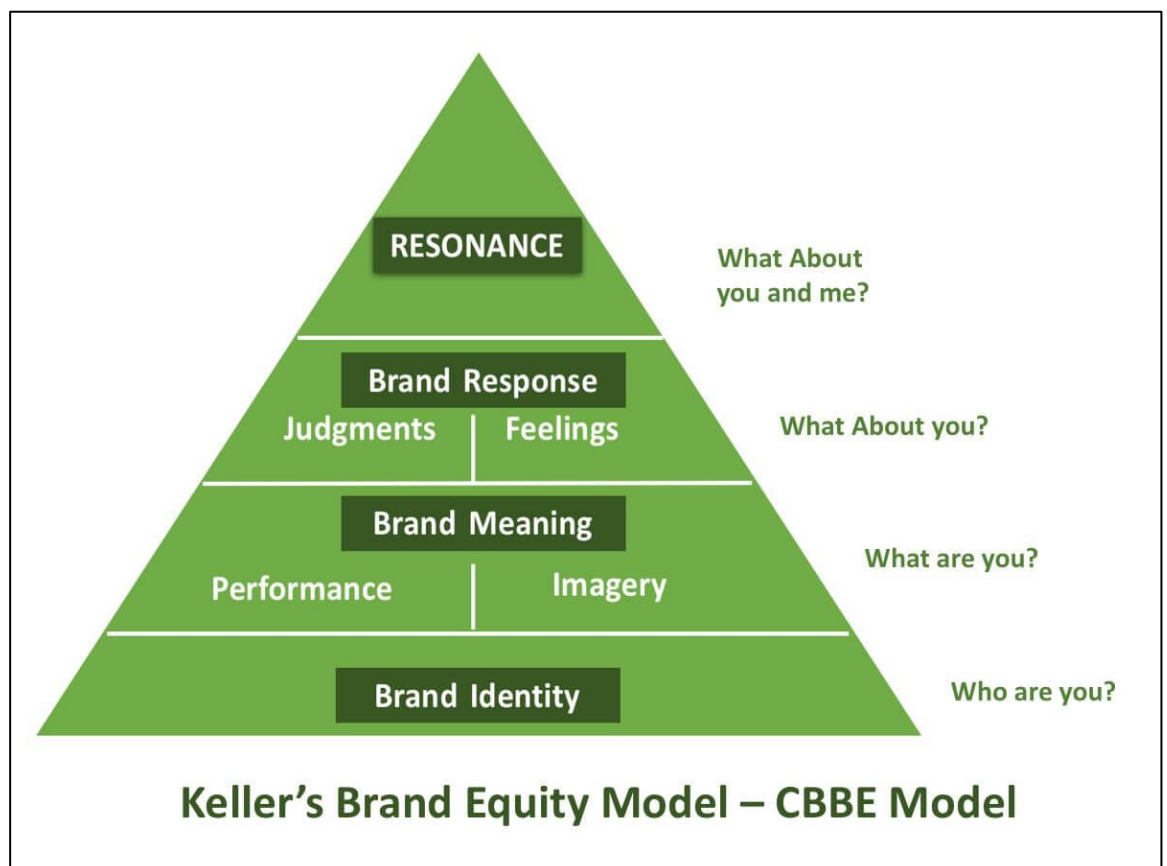 RESONANCE
What About
you and me?
Brand Response
Judgments
Feelings
What About you?
Brand Meaning
Performance
Imagery
What are you?
Brand Identity
Who are you?
Keller’s Brand Equity Model – CBBE Model